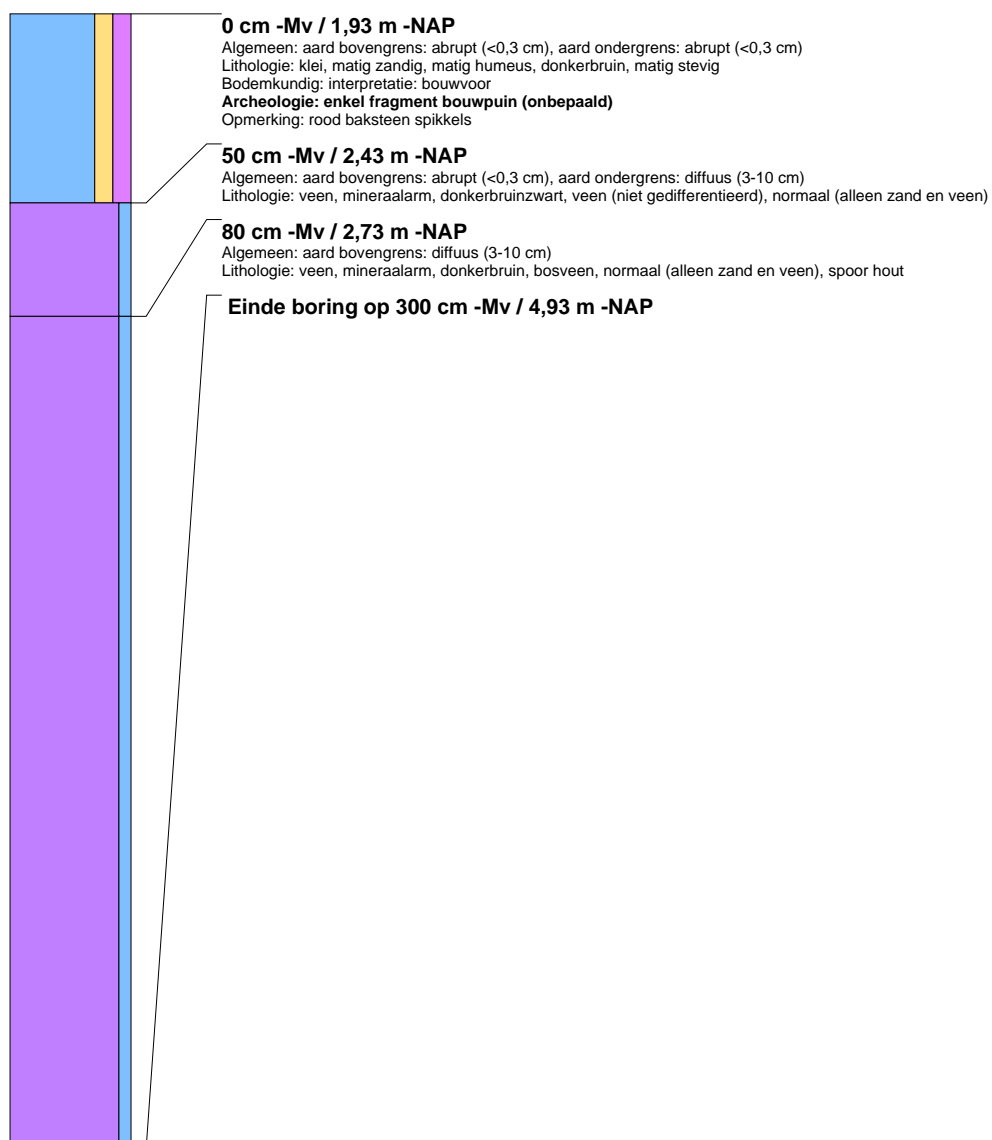 0 cm -Mv / 1,93 m -NAP
Algemeen: aard bovengrens: abrupt (<0,3 cm), aard ondergrens: abrupt (<0,3 cm)
Lithologie: klei, matig zandig, matig humeus, donkerbruin, matig stevig
Bodemkundig: interpretatie: bouwvoor
Archeologie: enkel fragment bouwpuin (onbepaald)
Opmerking: rood baksteen spikkels
50 cm -Mv / 2,43 m -NAP
Algemeen: aard bovengrens: abrupt (<0,3 cm), aard ondergrens: diffuus (3-10 cm)
Lithologie: veen, mineraalarm, donkerbruinzwart, veen (niet gedifferentieerd), normaal (alleen zand en veen)
80 cm -Mv / 2,73 m -NAP
Algemeen: aard bovengrens: diffuus (3-10 cm)
Lithologie: veen, mineraalarm, donkerbruin, bosveen, normaal (alleen zand en veen), spoor hout
Einde boring op 300 cm -Mv / 4,93 m -NAP